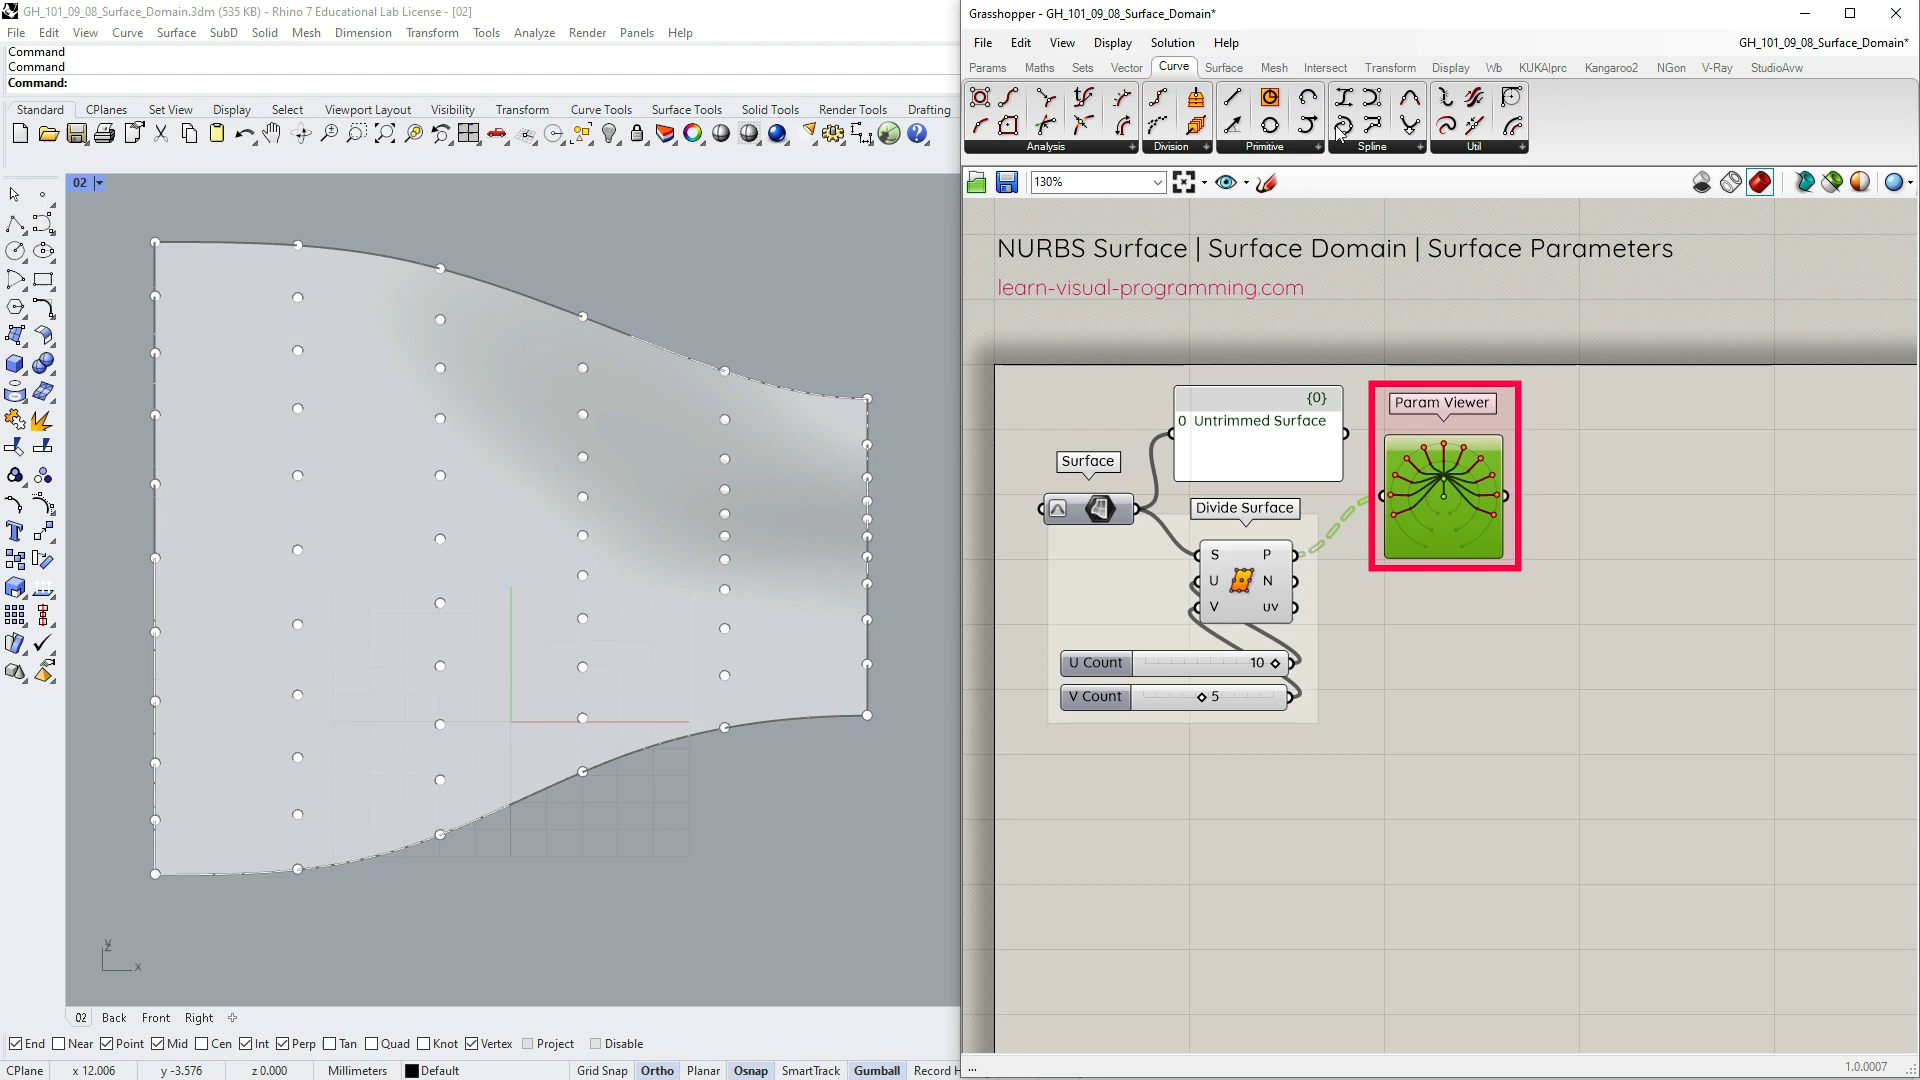 GH_101_09_08_Surface_Domain.3dm (535 KB) - Rhino 7 Educational Lab License - [02]
File Edit View Curve Surface SubD Solid Mesh Dimension Transform Tools Analyze Render Panels Help
Command
Command
Command:
Standard CPlanes Set View Display Select Viewport Layout Visibility Transform Curve Tools Surface Tools Solid Tools Render Tools Drafting
02
y
x
02 Back Front Right
End Near Point Mid Cen Int Perp Tan Quad Knot Vertex Project Disable
CPlane x 12.006 y -3.576 z 0.000 Millimeters Default Grid Snap Ortho Planar Osnap SmartTrack Gumball Record H
Grasshopper - GH_101_09_08_Surface_Domain*
File Edit View Display Solution Help GH_101_09_08_Surface_Domain*
Params Maths Sets Vector Curve Surface Mesh Intersect Transform Display Wb KUKA|prc Kangaroo2 NGon V-Ray StudioAvw
Analysis Division Primitive Spline Util
130%
NURBS Surface | Surface Domain | Surface Parameters
learn-visual-programming.com
{0}
0 Untrimmed Surface
Param Viewer
Surface
Divide Surface
S P
U N
V UV
U Count 10
V Count 5
...
1.0.0007